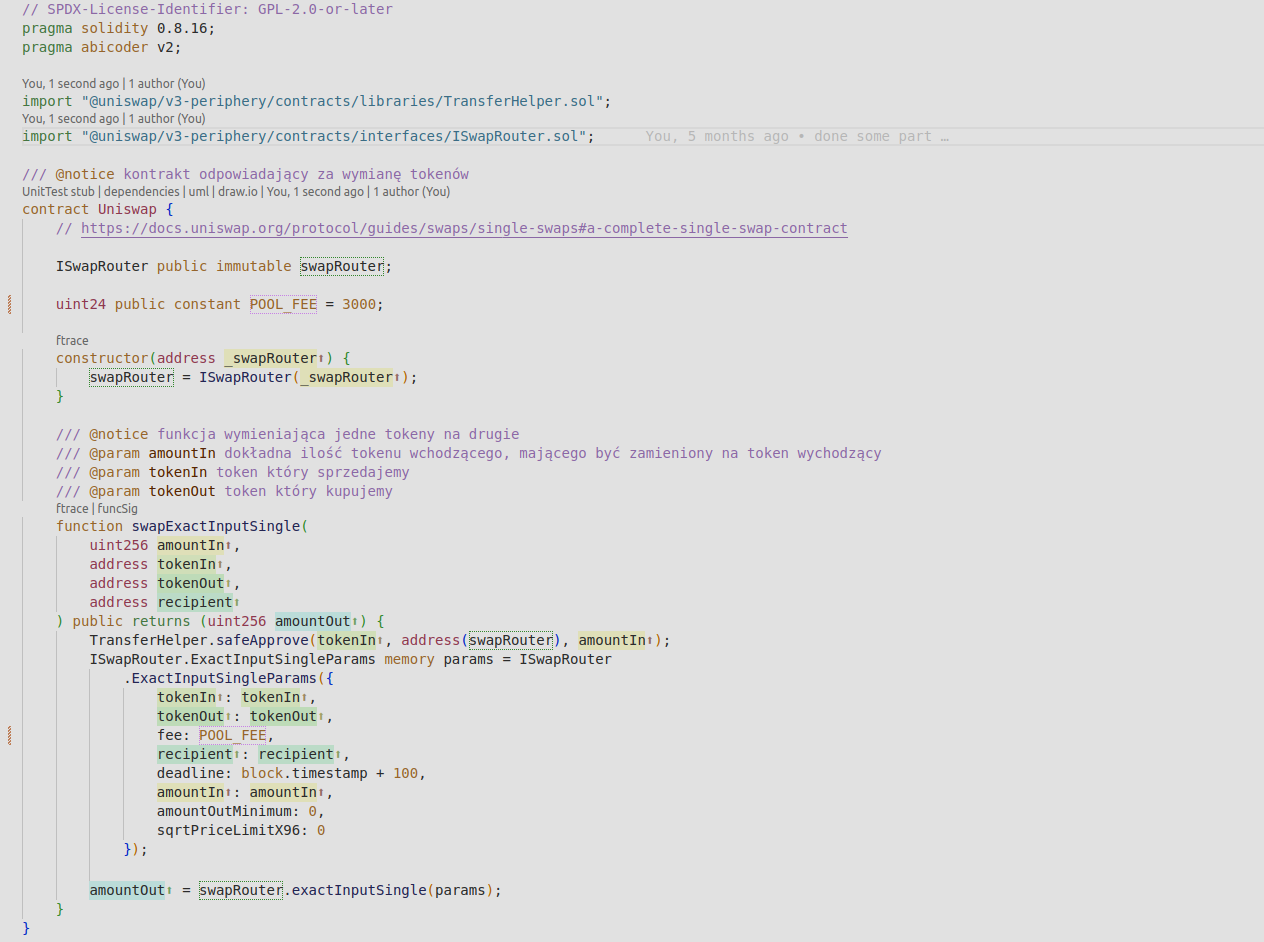 // SPDX-License-Identifier: GPL-2.0-or-later
pragma solidity 0.8.16;
pragma abicoder v2;
You, 1 second ago | 1 author (You)
import "@uniswap/v3-periphery/contracts/libraries/TransferHelper.sol";
You, 1 second ago | 1 author (You)
import "@uniswap/v3-periphery/contracts/interfaces/ISwapRouter.sol"; You, 5 months ago • done some part …
/// @notice kontrakt odpowiadający za wymianę tokenów
UnitTest stub | dependencies | uml | draw.io | You, 1 second ago | 1 author (You)
contract Uniswap {
// https://docs.uniswap.org/protocol/guides/swaps/single-swaps#a-complete-single-swap-contract
ISwapRouter public immutable swapRouter;
uint24 public constant POOL_FEE = 3000;
ftrace
constructor(address _swapRouter⬆) {
swapRouter = ISwapRouter(_swapRouter⬆);
}
/// @notice funkcja wymieniająca jedne tokeny na drugie
/// @param amountIn dokładna ilość tokenu wchodzącego, mającego być zamieniony na token wychodzący
/// @param tokenIn token który sprzedajemy
/// @param tokenOut token który kupujemy
ftrace | funcSig
function swapExactInputSingle(
uint256 amountIn⬆,
address tokenIn⬆,
address tokenOut⬆,
address recipient⬆
) public returns (uint256 amountOut⬆) {
TransferHelper.safeApprove(tokenIn⬆, address(swapRouter), amountIn⬆);
ISwapRouter.ExactInputSingleParams memory params = ISwapRouter
.ExactInputSingleParams({
tokenIn⬆: tokenIn⬆,
tokenOut⬆: tokenOut⬆,
fee: POOL_FEE,
recipient⬆: recipient⬆,
deadline: block.timestamp + 100,
amountIn⬆: amountIn⬆,
amountOutMinimum: 0,
sqrtPriceLimitX96: 0
});
amountOut⬆ = swapRouter.exactInputSingle(params);
}
}